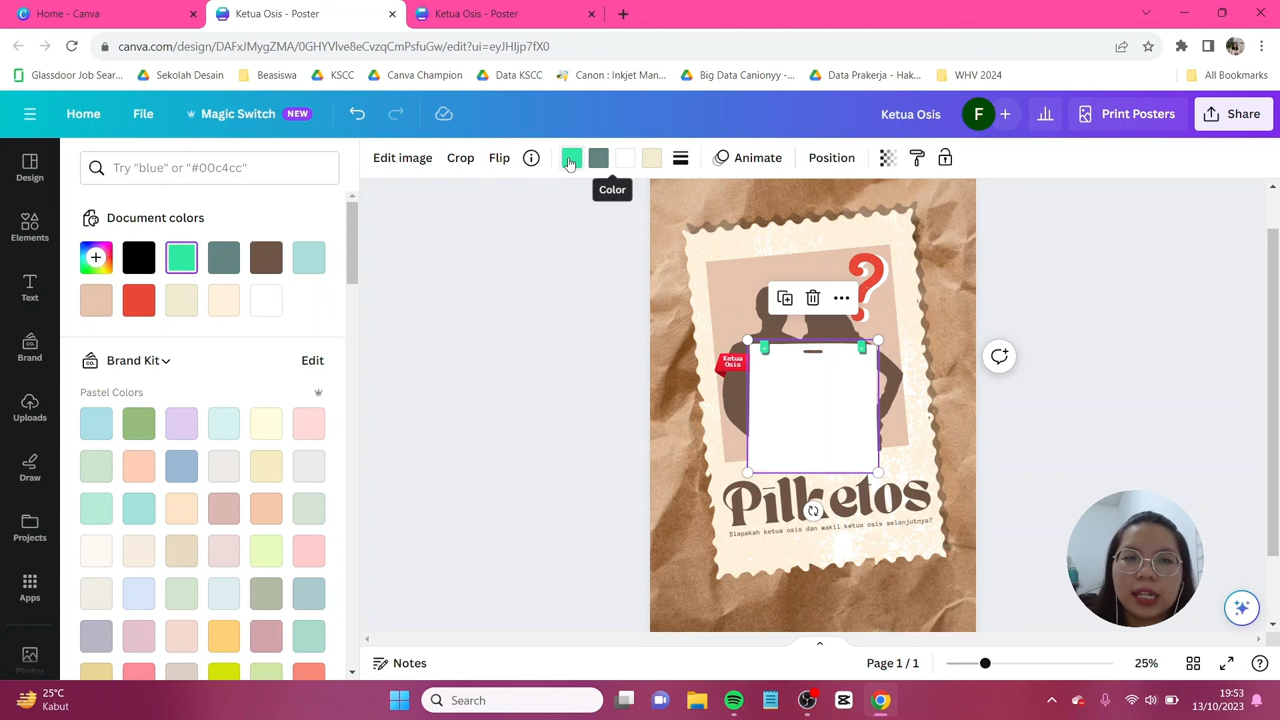 Home - Canva
Ketua Osis - Poster
Ketua Osis - Poster
canva.com/design/DAFxJMygZMA/0GHYVlve8eCvzqCmPsfuGw/edit?ui=eyJHIjp7fX0
Glassdoor Job Sear...
Sekolah Desain
Beasiswa
KSCC
Canva Champion
Data KSCC
Canon : Inkjet Man...
Big Data Canionyy -...
Data Prakerja - Hak...
WHV 2024
All Bookmarks
Home
File
Magic Switch
NEW
Ketua Osis
F
Print Posters
Share
Edit image
Crop
Flip
Animate
Position
Color
Design
Elements
Text
Brand
Uploads
Draw
Projects
Apps
Photos
Try "blue" or "#00c4cc"
Document colors
Brand Kit
Edit
Pastel Colors
?
Ketua
Osis
Pilketos
Siapakah ketua osis dan wakil ketua osis selanjutnya?
Notes
Page 1 / 1
25%
25°C
Kabut
Search
19:53
13/10/2023